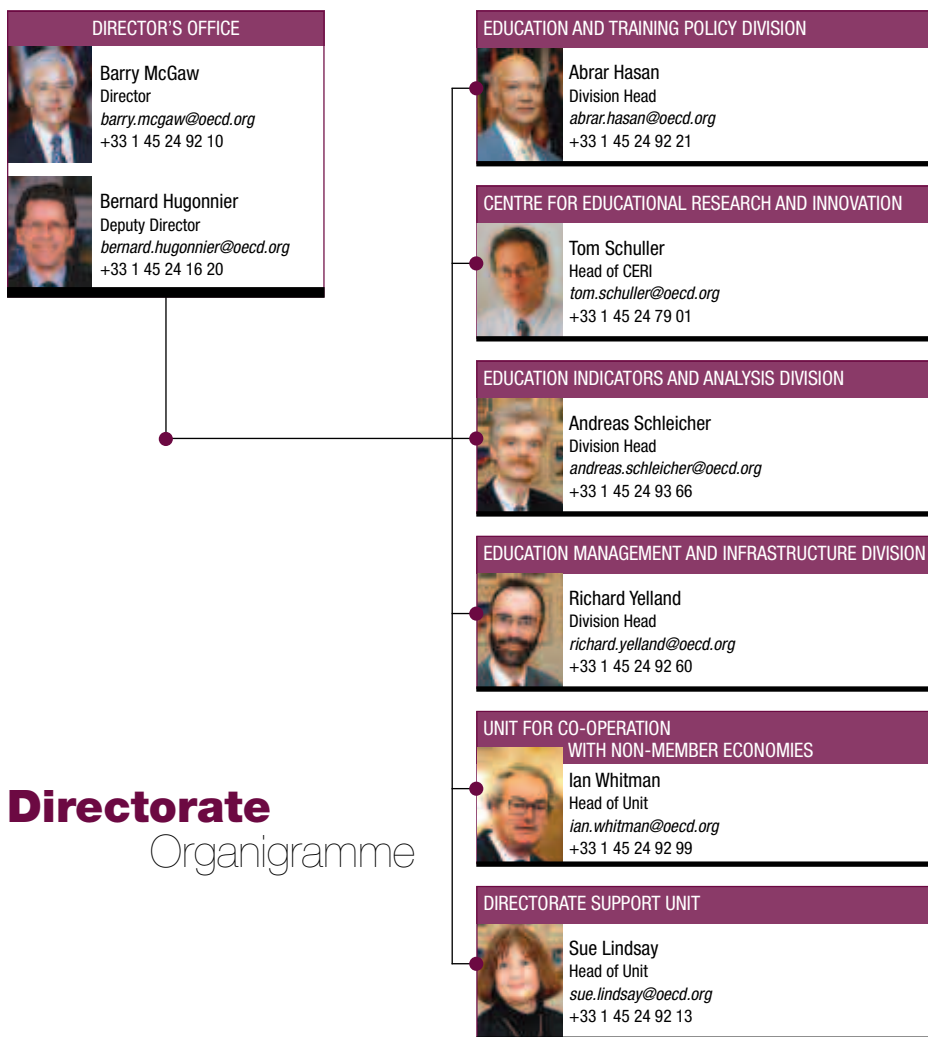 DIRECTOR'S OFFICE
Barry McGaw
Director
barry.mcgaw@oecd.org
+33 1 45 24 92 10
Bernard Hugonnier
Deputy Director
bernard.hugonnier@oecd.org
+33 1 45 24 16 20
EDUCATION AND TRAINING POLICY DIVISION
Abrar Hasan
Division Head
abrar.hasan@oecd.org
+33 1 45 24 92 21
CENTRE FOR EDUCATIONAL RESEARCH AND INNOVATION
Tom Schuller
Head of CERI
tom.schuller@oecd.org
+33 1 45 24 79 01
EDUCATION INDICATORS AND ANALYSIS DIVISION
Andreas Schleicher
Division Head
andreas.schleicher@oecd.org
+33 1 45 24 93 66
EDUCATION MANAGEMENT AND INFRASTRUCTURE DIVISION
Richard Yelland
Division Head
richard.yelland@oecd.org
+33 1 45 24 92 60
UNIT FOR CO-OPERATION
WITH NON-MEMBER ECONOMIES
Ian Whitman
Head of Unit
ian.whitman@oecd.org
+33 1 45 24 92 99
DIRECTORATE SUPPORT UNIT
Sue Lindsay
Head of Unit
sue.lindsay@oecd.org
+33 1 45 24 92 13
Directorate
Organigramme